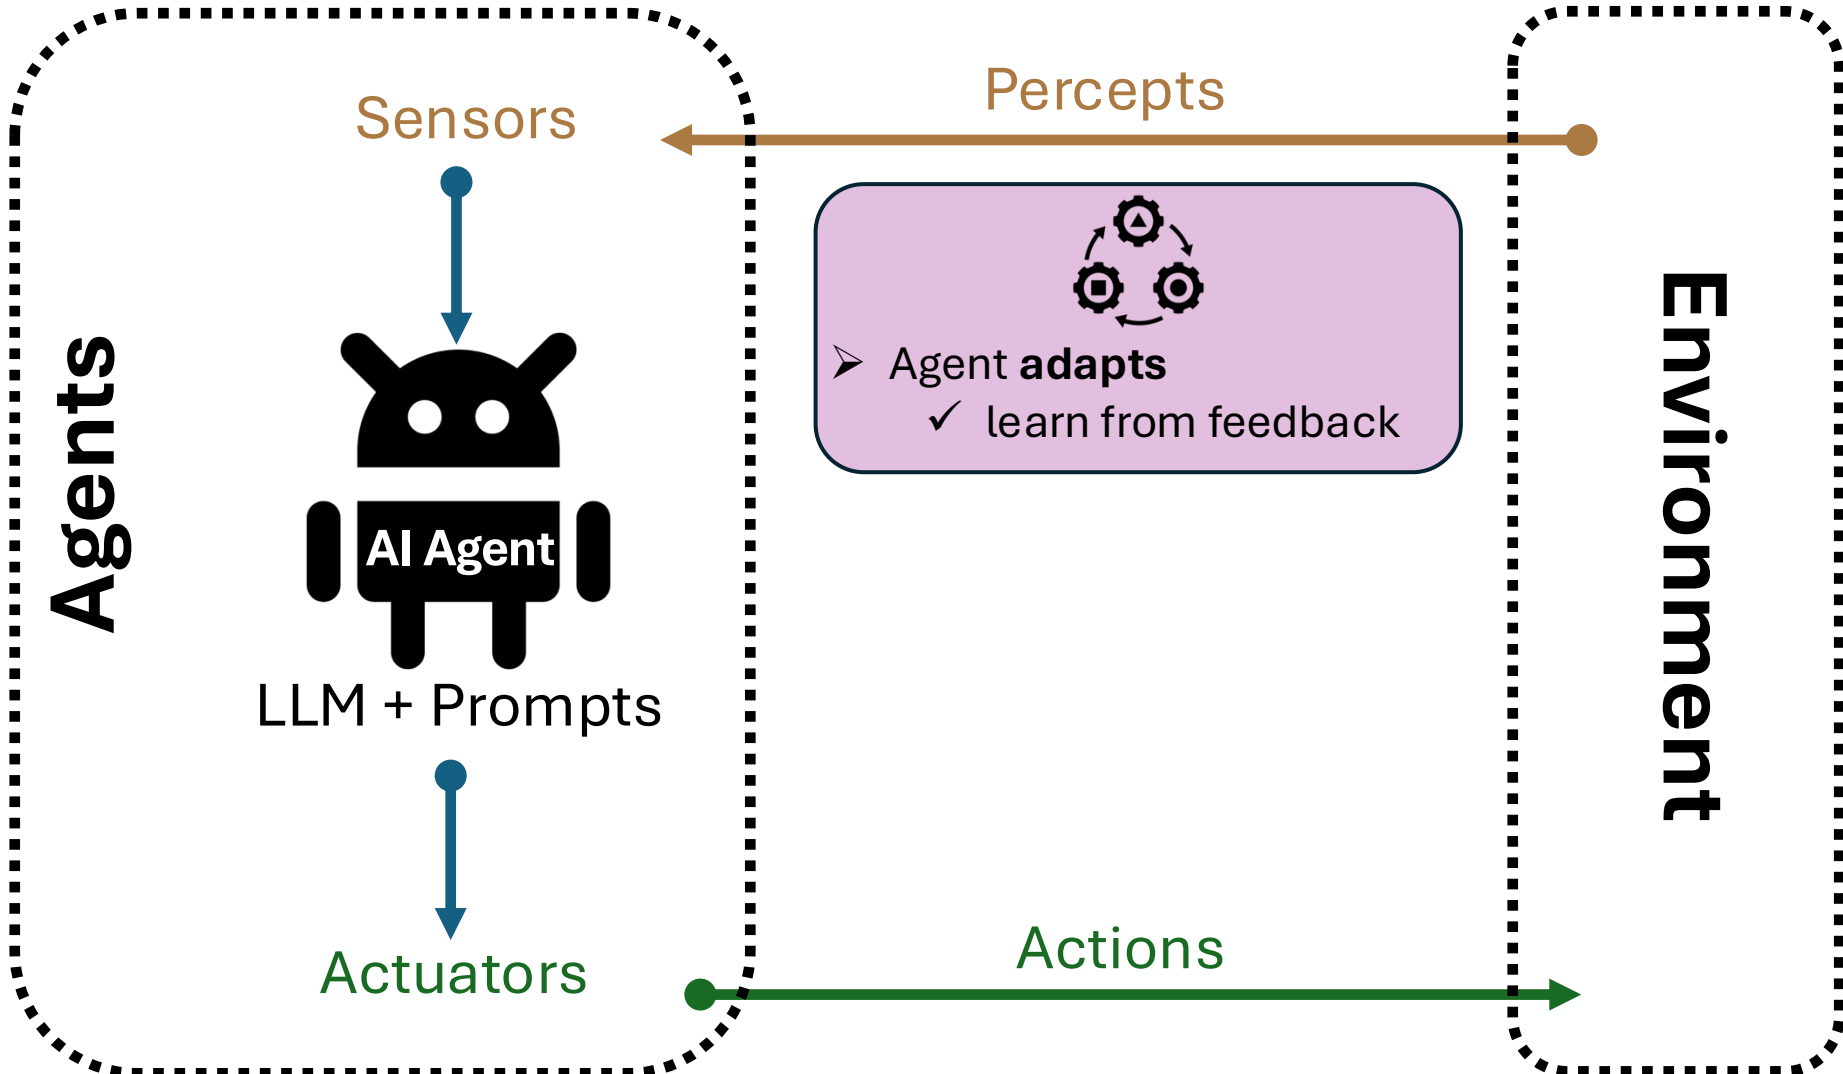 Agents
Sensors
AI Agent
LLM + Prompts
Actuators
Percepts
➢ Agent adapts
✓ learn from feedback
Actions
Environment